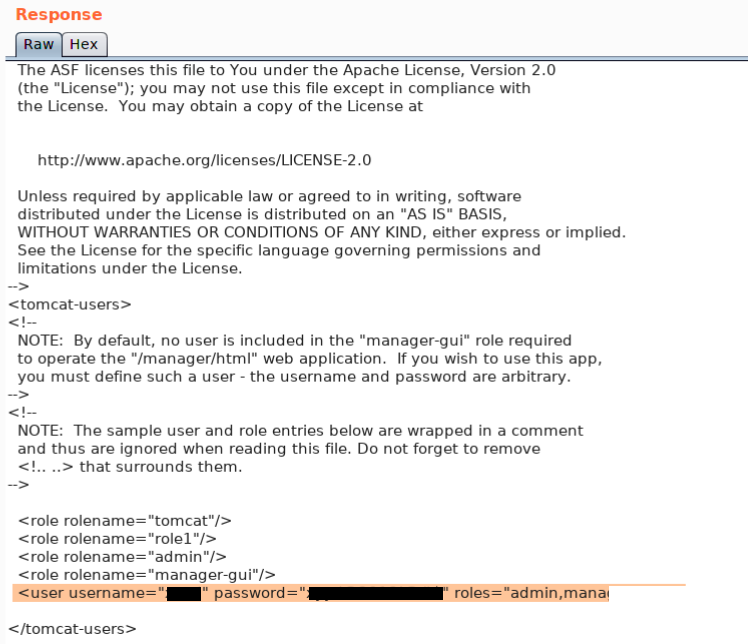 Response
Raw Hex
The ASF licenses this file to You under the Apache License, Version 2.0
(the "License"); you may not use this file except in compliance with
the License.  You may obtain a copy of the License at
http://www.apache.org/licenses/LICENSE-2.0
Unless required by applicable law or agreed to in writing, software
distributed under the License is distributed on an "AS IS" BASIS,
WITHOUT WARRANTIES OR CONDITIONS OF ANY KIND, either express or implied.
See the License for the specific language governing permissions and
limitations under the License.
-->
<tomcat-users>
<!--
NOTE:  By default, no user is included in the "manager-gui" role required
to operate the "/manager/html" web application.  If you wish to use this app,
you must define such a user - the username and password are arbitrary.
-->
<!--
NOTE:  The sample user and role entries below are wrapped in a comment
and thus are ignored when reading this file. Do not forget to remove
<!.. ..> that surrounds them.
-->
<role rolename="tomcat"/>
<role rolename="role1"/>
<role rolename="admin"/>
<role rolename="manager-gui"/>
<user username=" " password=" " roles="admin,mana
</tomcat-users>